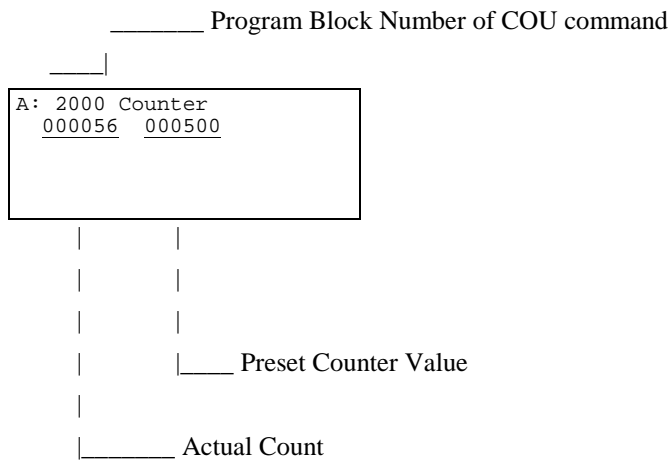 Program Block Number of COU command
A: 2000 Counter
000056 000500
Preset Counter Value
Actual Count